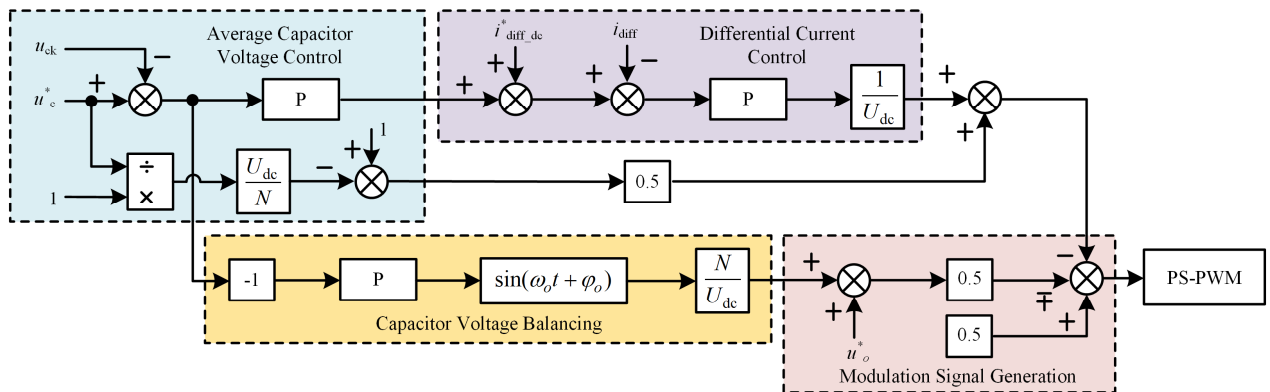 Average Capacitor
Voltage Control
u_ck
−
+
u*_c
P
1
÷
×
U_dc
N
−
+
1
i*_diff_dc
i_diff
Differential Current
Control
+
+
+
−
P
1
U_dc
+
+
0.5
-1
P
sin(ω_o t + φ_o)
N
U_dc
Capacitor Voltage Balancing
+
+
u*_o
0.5
0.5
−
∓
+
Modulation Signal Generation
PS-PWM